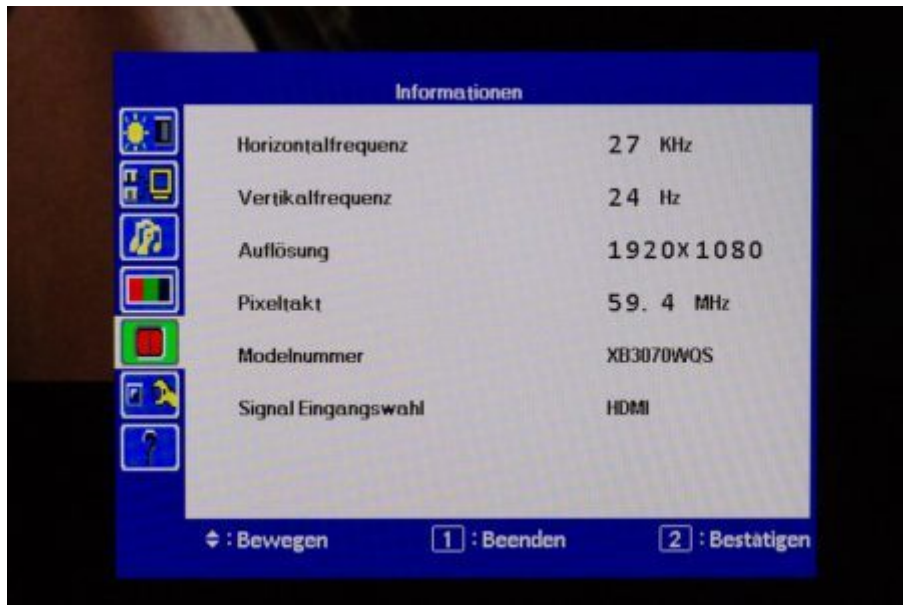 Informationen
Horizontalfrequenz 27 KHz
Vertikalfrequenz 24 Hz
Auflösung 1920X1080
Pixeltakt 59. 4 MHz
Modelnummer XB3070WQS
Signal Eingangswahl HDMI
: Bewegen 1 : Beenden 2 : Bestätigen